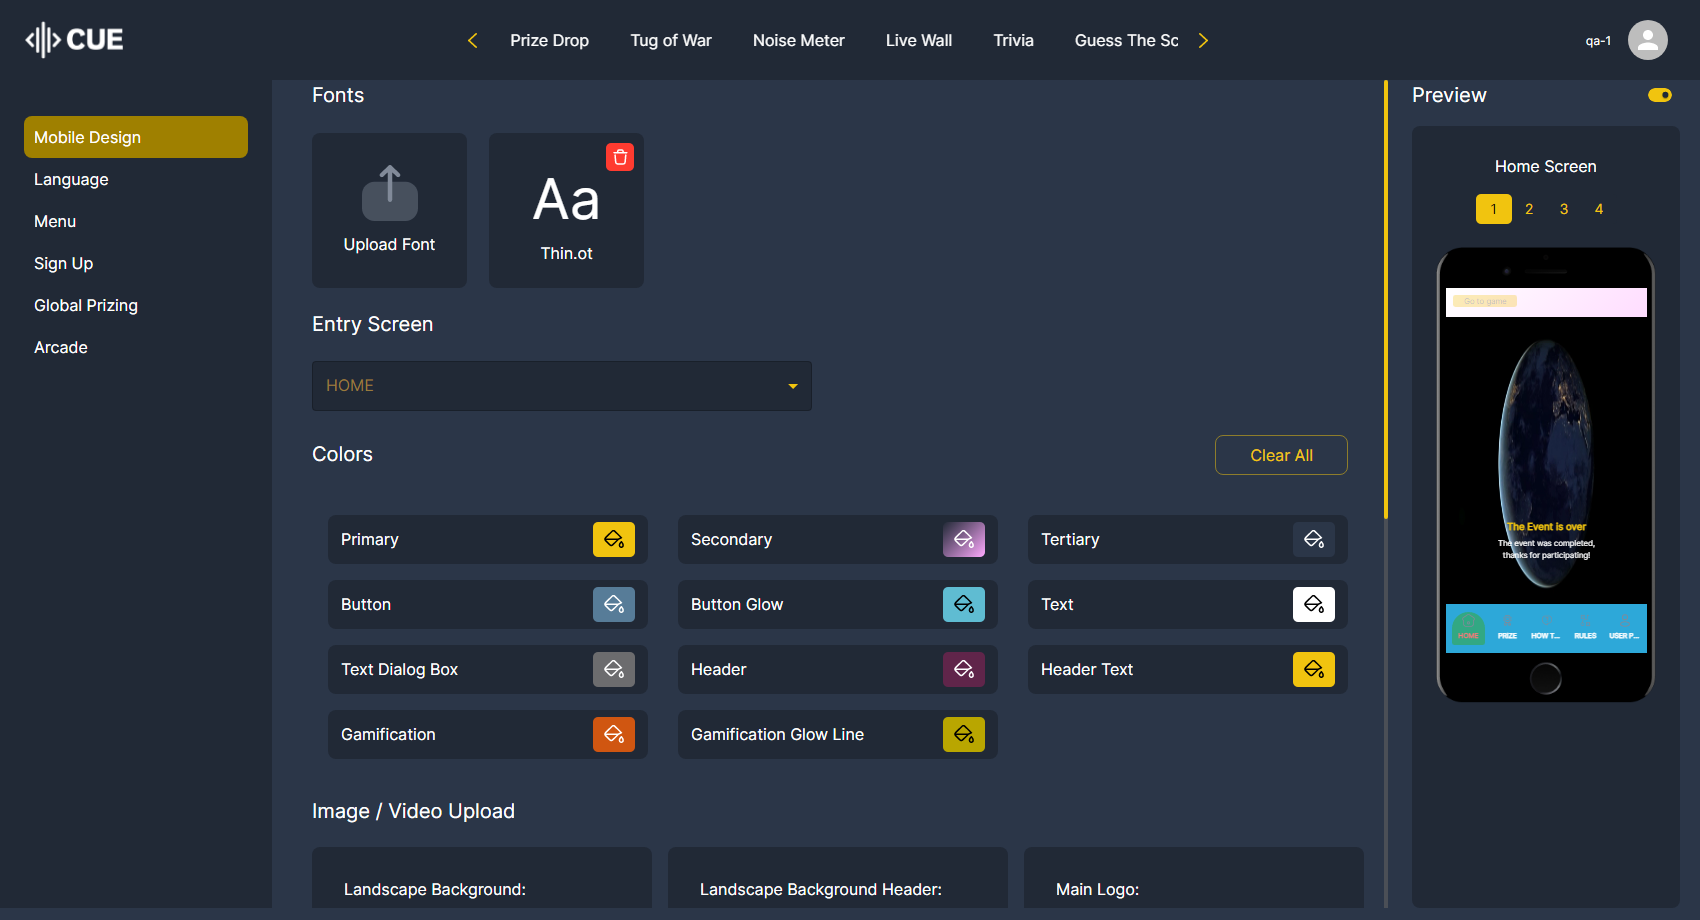 CUE
Prize Drop
Tug of War
Noise Meter
Live Wall
Trivia
Guess The Sc
qa-1
Mobile Design
Language
Menu
Sign Up
Global Prizing
Arcade
Fonts
Upload Font
Aa
Thin.ot
Entry Screen
HOME
Colors
Clear All
Primary
Secondary
Tertiary
Button
Button Glow
Text
Text Dialog Box
Header
Header Text
Gamification
Gamification Glow Line
Image / Video Upload
Landscape Background:
Landscape Background Header:
Main Logo:
Preview
Home Screen
1 2 3 4
Go to game
The Event is over
The event was completed,
thanks for participating!
HOME PRIZE HOW T... RULES USER P...